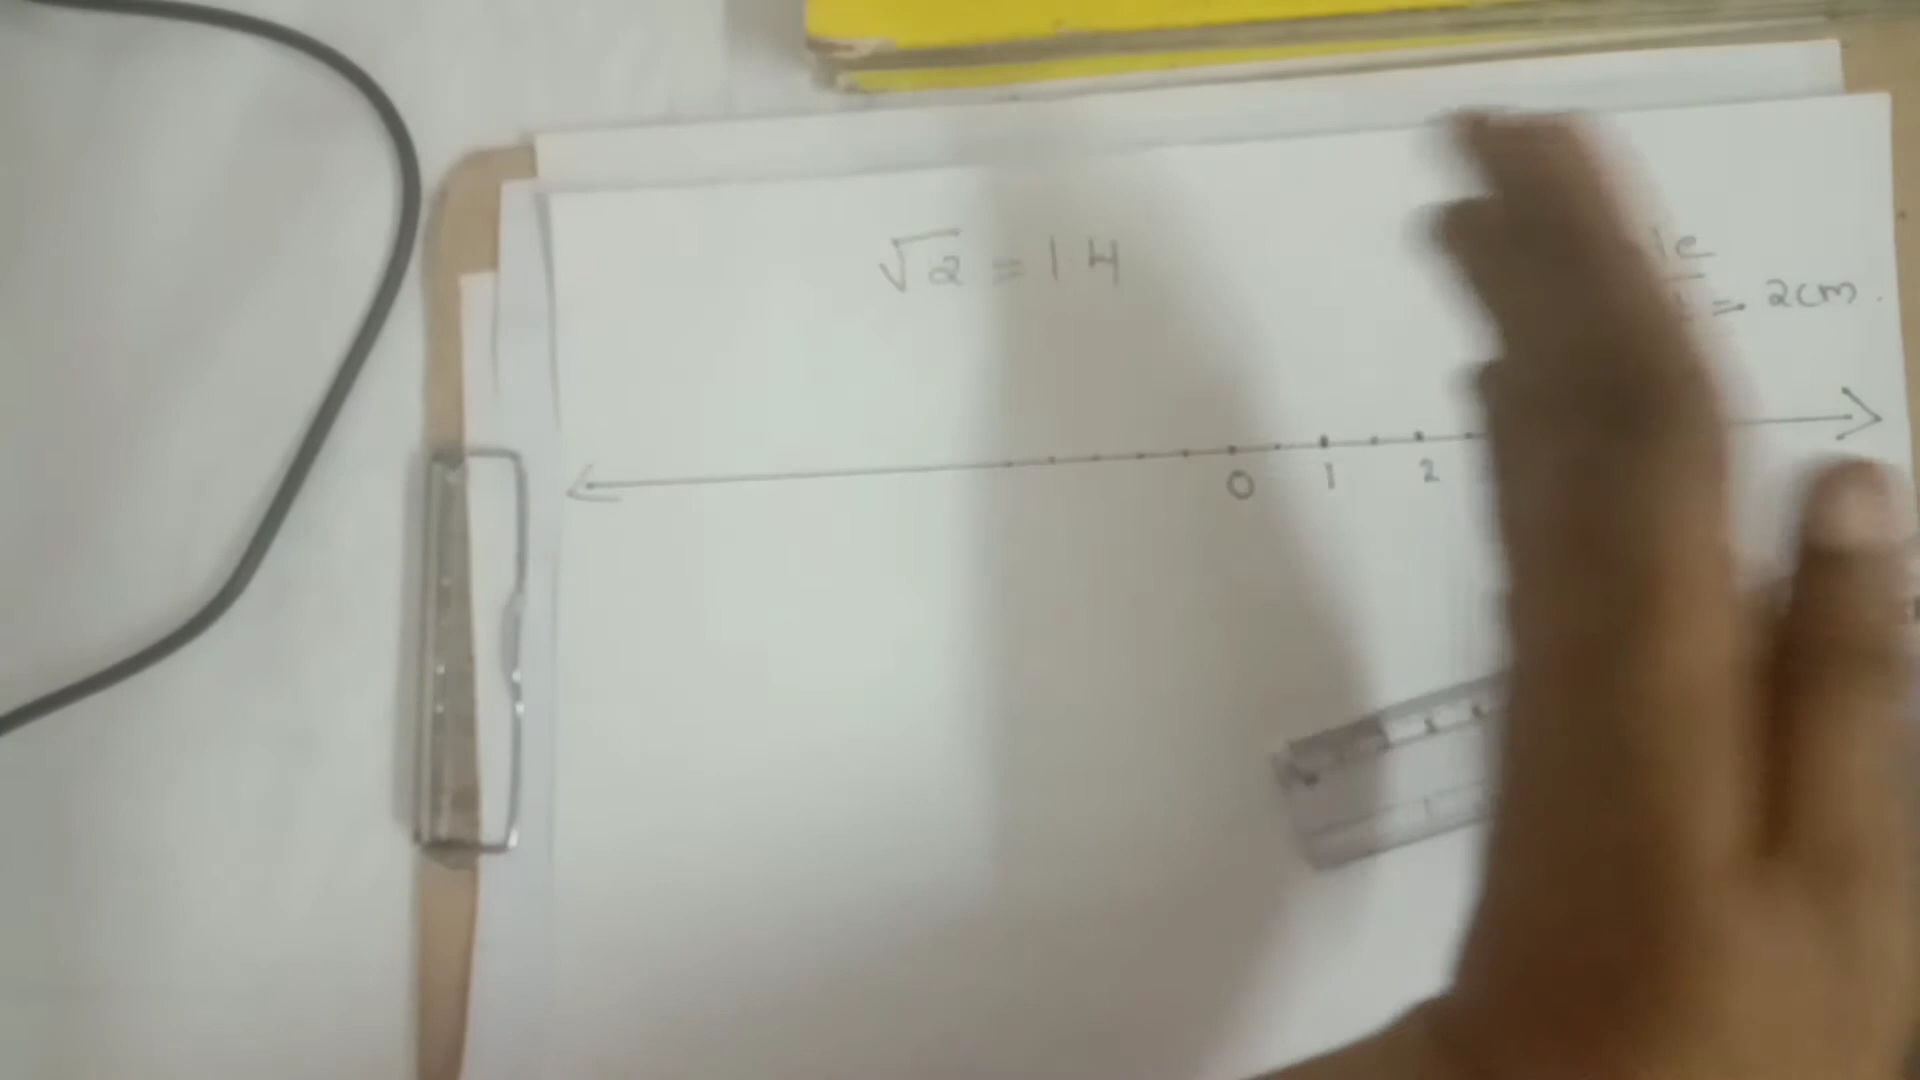 √2 = 1.4
= 2cm.
0 1 2